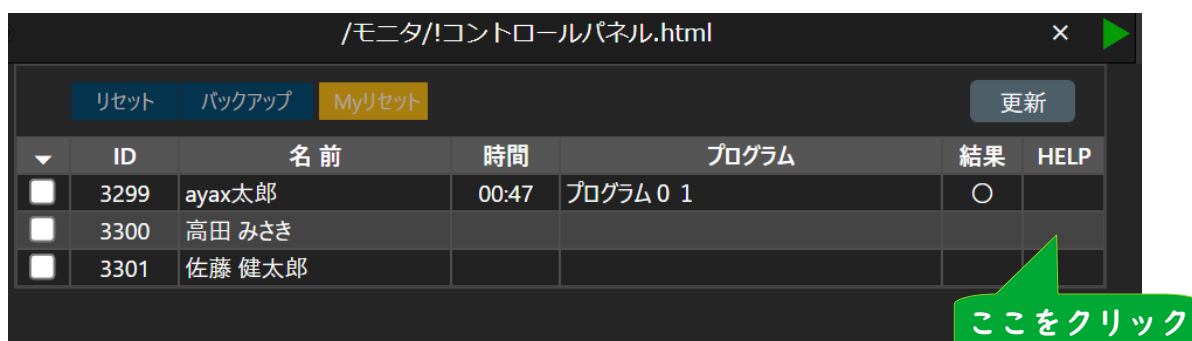 /モニタ/!コントロールパネル.html ×
リセット バックアップ Myリセット 更新
ID 名 前 時間 プログラム 結果 HELP
3299 ayax太郎 00:47 プログラム０１ 〇
3300 高田 みさき
3301 佐藤 健太郎
ここをクリック